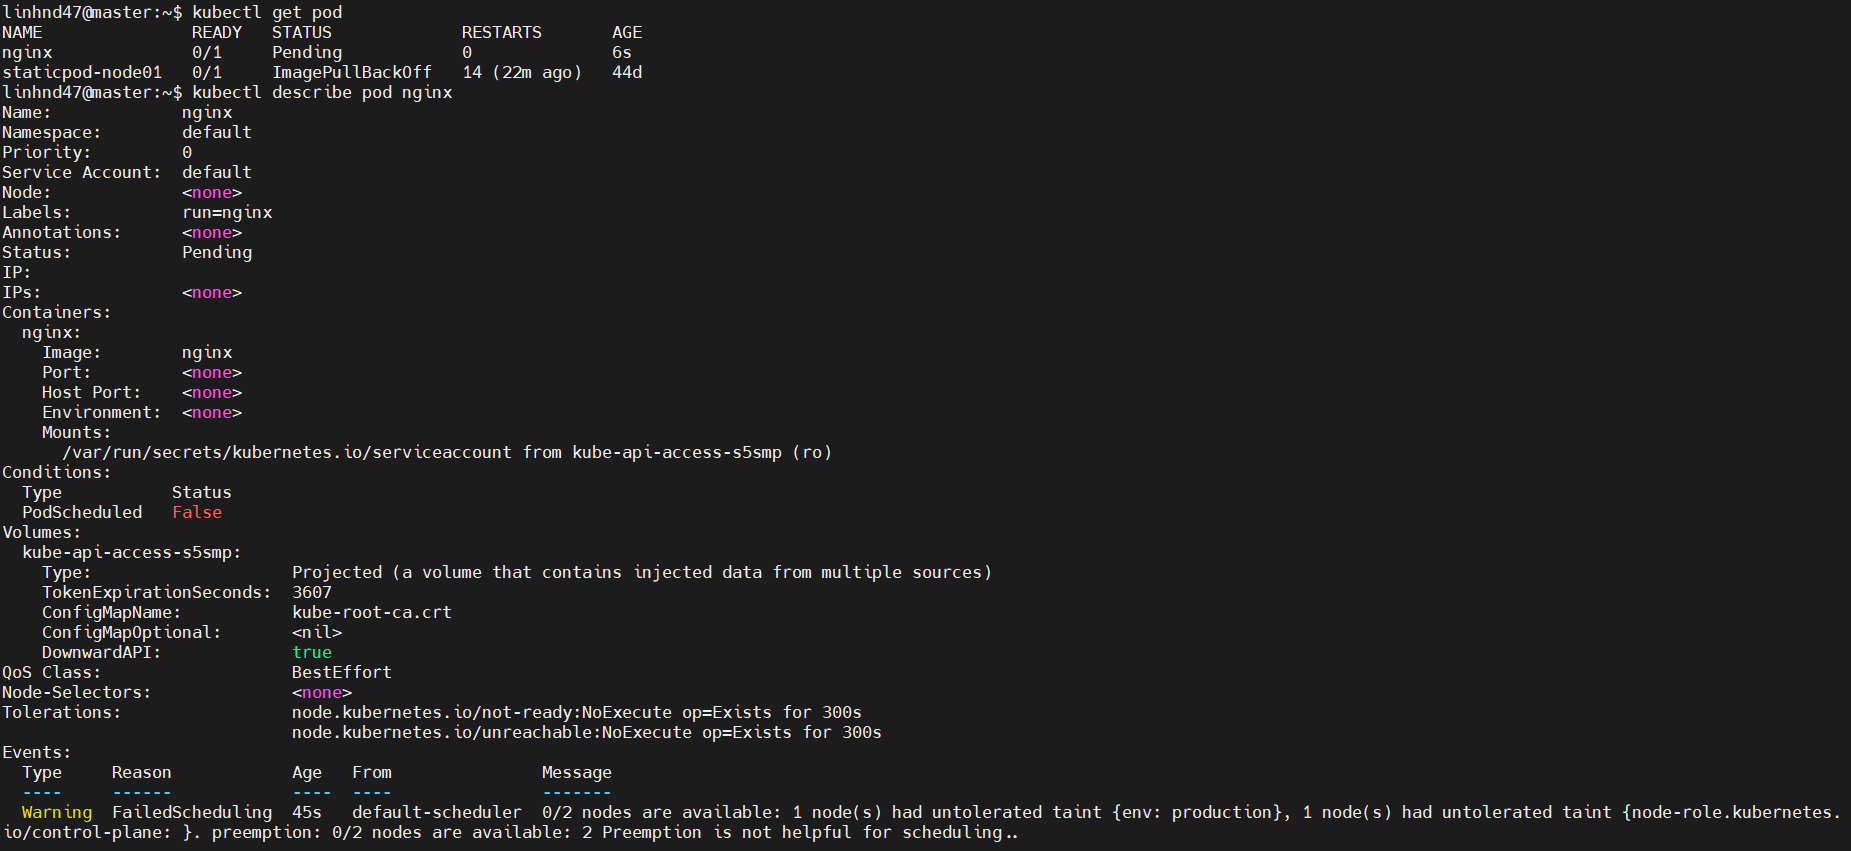 linhnd47@master:~$ kubectl get pod
NAME               READY   STATUS             RESTARTS       AGE
nginx              0/1     Pending            0              6s
staticpod-node01   0/1     ImagePullBackOff   14 (22m ago)   44d
linhnd47@master:~$ kubectl describe pod nginx
Name:             nginx
Namespace:        default
Priority:         0
Service Account:  default
Node:             <none>
Labels:           run=nginx
Annotations:      <none>
Status:           Pending
IP:
IPs:              <none>
Containers:
  nginx:
    Image:        nginx
    Port:         <none>
    Host Port:    <none>
    Environment:  <none>
    Mounts:
      /var/run/secrets/kubernetes.io/serviceaccount from kube-api-access-s5smp (ro)
Conditions:
  Type           Status
  PodScheduled   False
Volumes:
  kube-api-access-s5smp:
    Type:                    Projected (a volume that contains injected data from multiple sources)
    TokenExpirationSeconds:  3607
    ConfigMapName:           kube-root-ca.crt
    ConfigMapOptional:       <nil>
    DownwardAPI:             true
QoS Class:                   BestEffort
Node-Selectors:              <none>
Tolerations:                 node.kubernetes.io/not-ready:NoExecute op=Exists for 300s
                             node.kubernetes.io/unreachable:NoExecute op=Exists for 300s
Events:
  Type     Reason            Age   From               Message
  ----     ------            ----  ----               -------
  Warning  FailedScheduling  45s   default-scheduler  0/2 nodes are available: 1 node(s) had untolerated taint {env: production}, 1 node(s) had untolerated taint {node-role.kubernetes.
io/control-plane: }. preemption: 0/2 nodes are available: 2 Preemption is not helpful for scheduling..